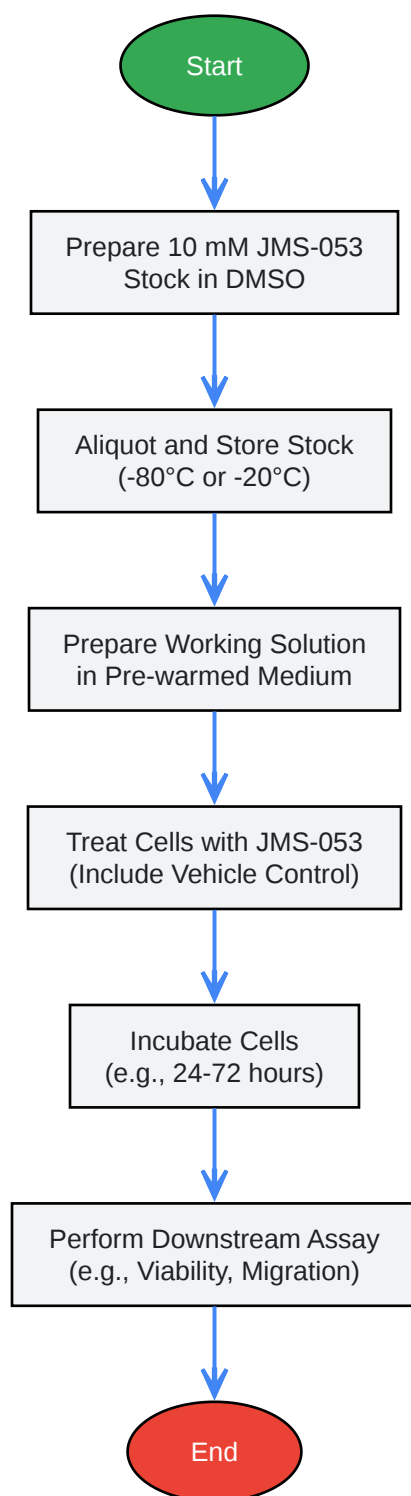 Start
Prepare 10 mM JMS-053
Stock in DMSO
Aliquot and Store Stock
(-80°C or -20°C)
Prepare Working Solution
in Pre-warmed Medium
Treat Cells with JMS-053
(Include Vehicle Control)
Incubate Cells
(e.g., 24-72 hours)
Perform Downstream Assay
(e.g., Viability, Migration)
End